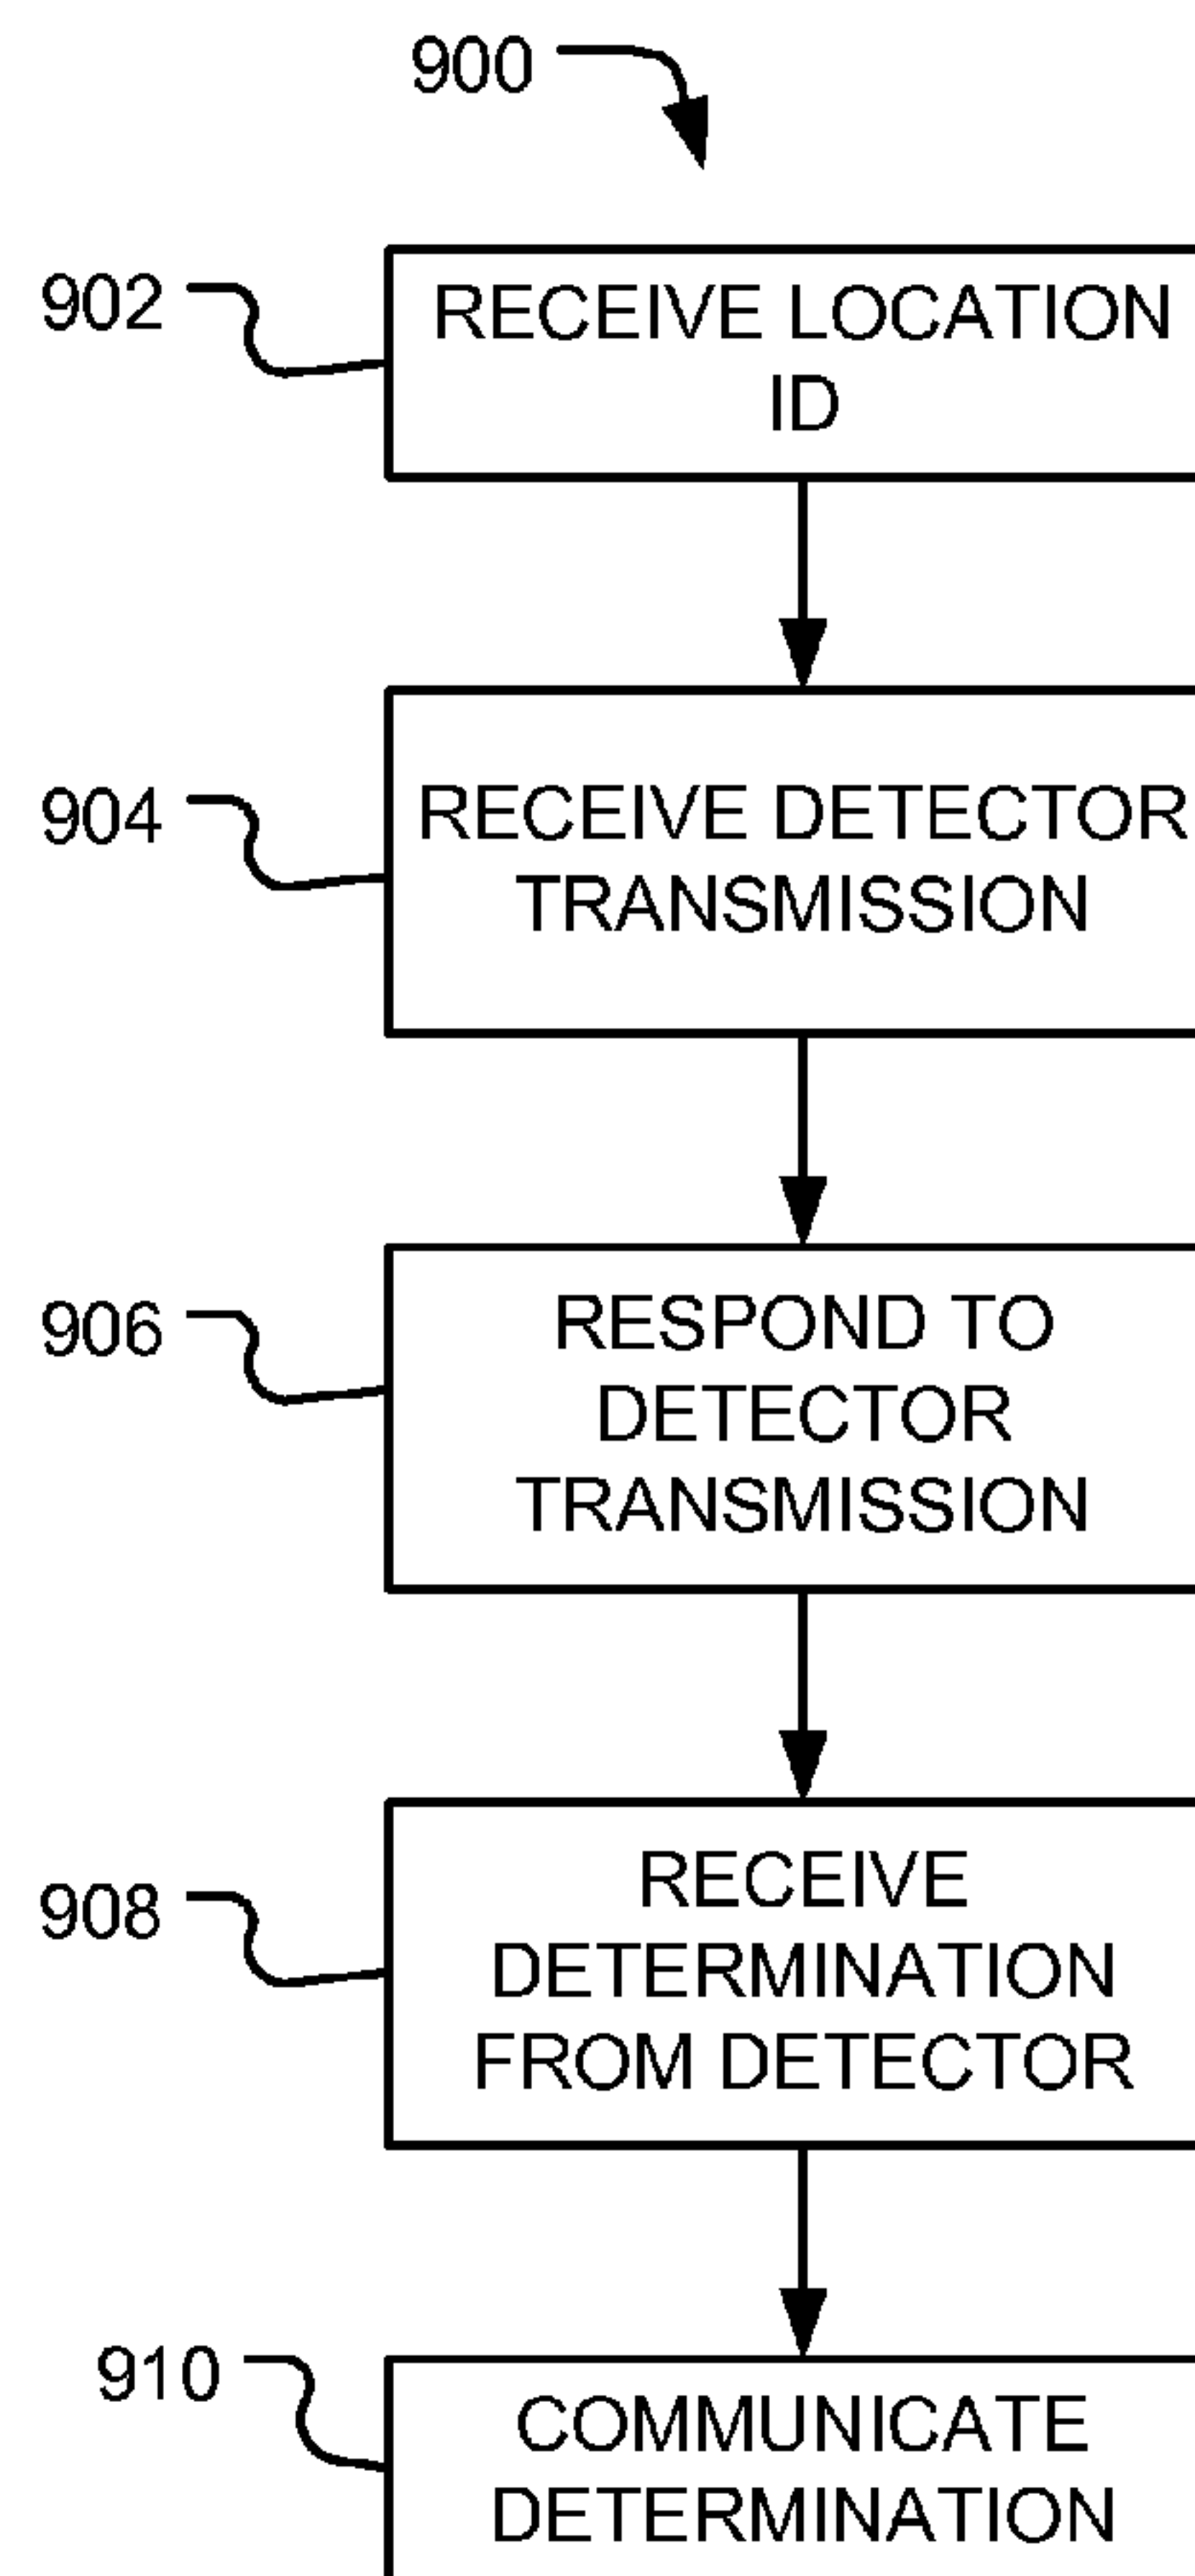 900
902
RECEIVE LOCATION
ID
904
RECEIVE DETECTOR
TRANSMISSION
906
RESPOND TO
DETECTOR
TRANSMISSION
908
RECEIVE
DETERMINATION
FROM DETECTOR
910
COMMUNICATE
DETERMINATION